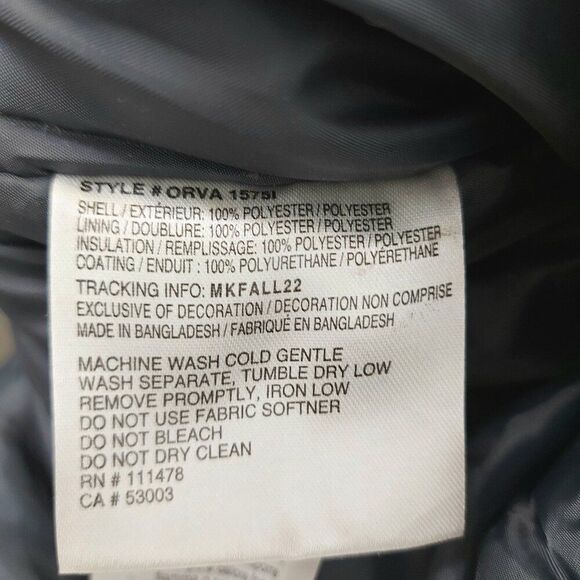 STYLE # ORVA 1575I
SHELL / EXTÉRIEUR: 100% POLYESTER / POLYESTER
LINING / DOUBLURE: 100% POLYESTER / POLYESTER
INSULATION / REMPLISSAGE: 100% POLYESTER / POLYESTER
COATING / ENDUIT : 100% POLYURETHANE / POLYERETHANE
TRACKING INFO: MKFALL22
EXCLUSIVE OF DECORATION / DECORATION NON COMPRISE
MADE IN BANGLADESH / FABRIQUÉ EN BANGLADESH
MACHINE WASH COLD GENTLE
WASH SEPARATE, TUMBLE DRY LOW
REMOVE PROMPTLY, IRON LOW
DO NOT USE FABRIC SOFTNER
DO NOT BLEACH
DO NOT DRY CLEAN
RN # 111478
CA # 53003